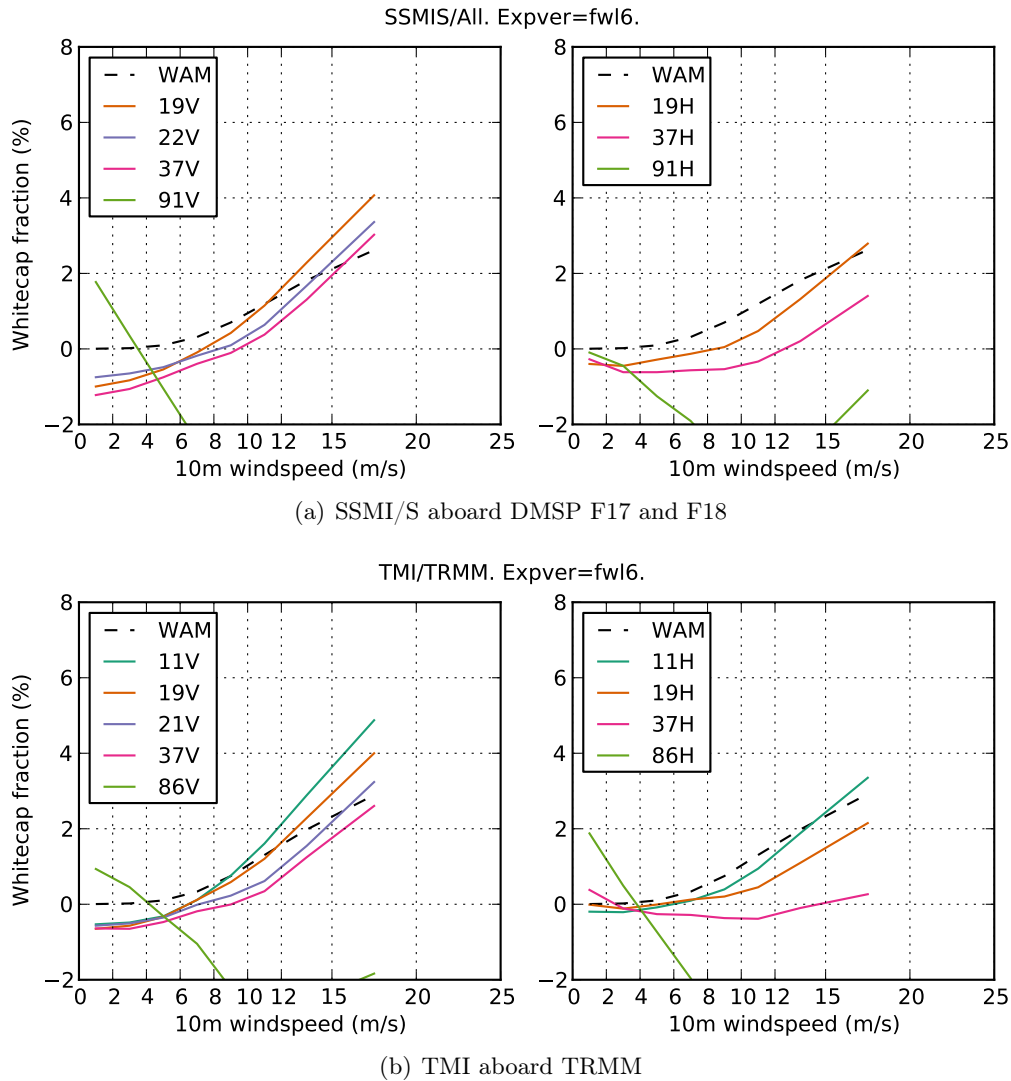 SSMIS/All. Expver=fwl6.
8
6
4
2
0
−2
Whitecap fraction (%)
WAM
19V
22V
37V
91V
0 2 4 6 8 10 12 15 20 25
10m windspeed (m/s)
8
6
4
2
0
−2
WAM
19H
37H
91H
0 2 4 6 8 10 12 15 20 25
10m windspeed (m/s)
(a) SSMI/S aboard DMSP F17 and F18
TMI/TRMM. Expver=fwl6.
8
6
4
2
0
−2
Whitecap fraction (%)
WAM
11V
19V
21V
37V
86V
0 2 4 6 8 10 12 15 20 25
10m windspeed (m/s)
8
6
4
2
0
−2
WAM
11H
19H
37H
86H
0 2 4 6 8 10 12 15 20 25
10m windspeed (m/s)
(b) TMI aboard TRMM